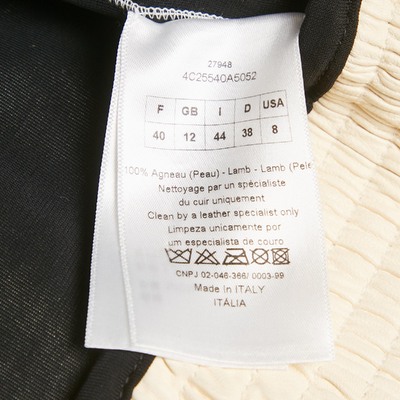 27948
4C25540A5052
F GB I D USA
40 12 44 38 8
100% Agneau (Peau) - Lamb - Lamb (Pele
Nettoyage par un spécialiste
du cuir uniquement
Clean by a leather specialist only
Limpeza unicamente por
um especialista de couro
CNPJ 02-046-366/ 0003-99
Made in ITALY
ITÁLIA